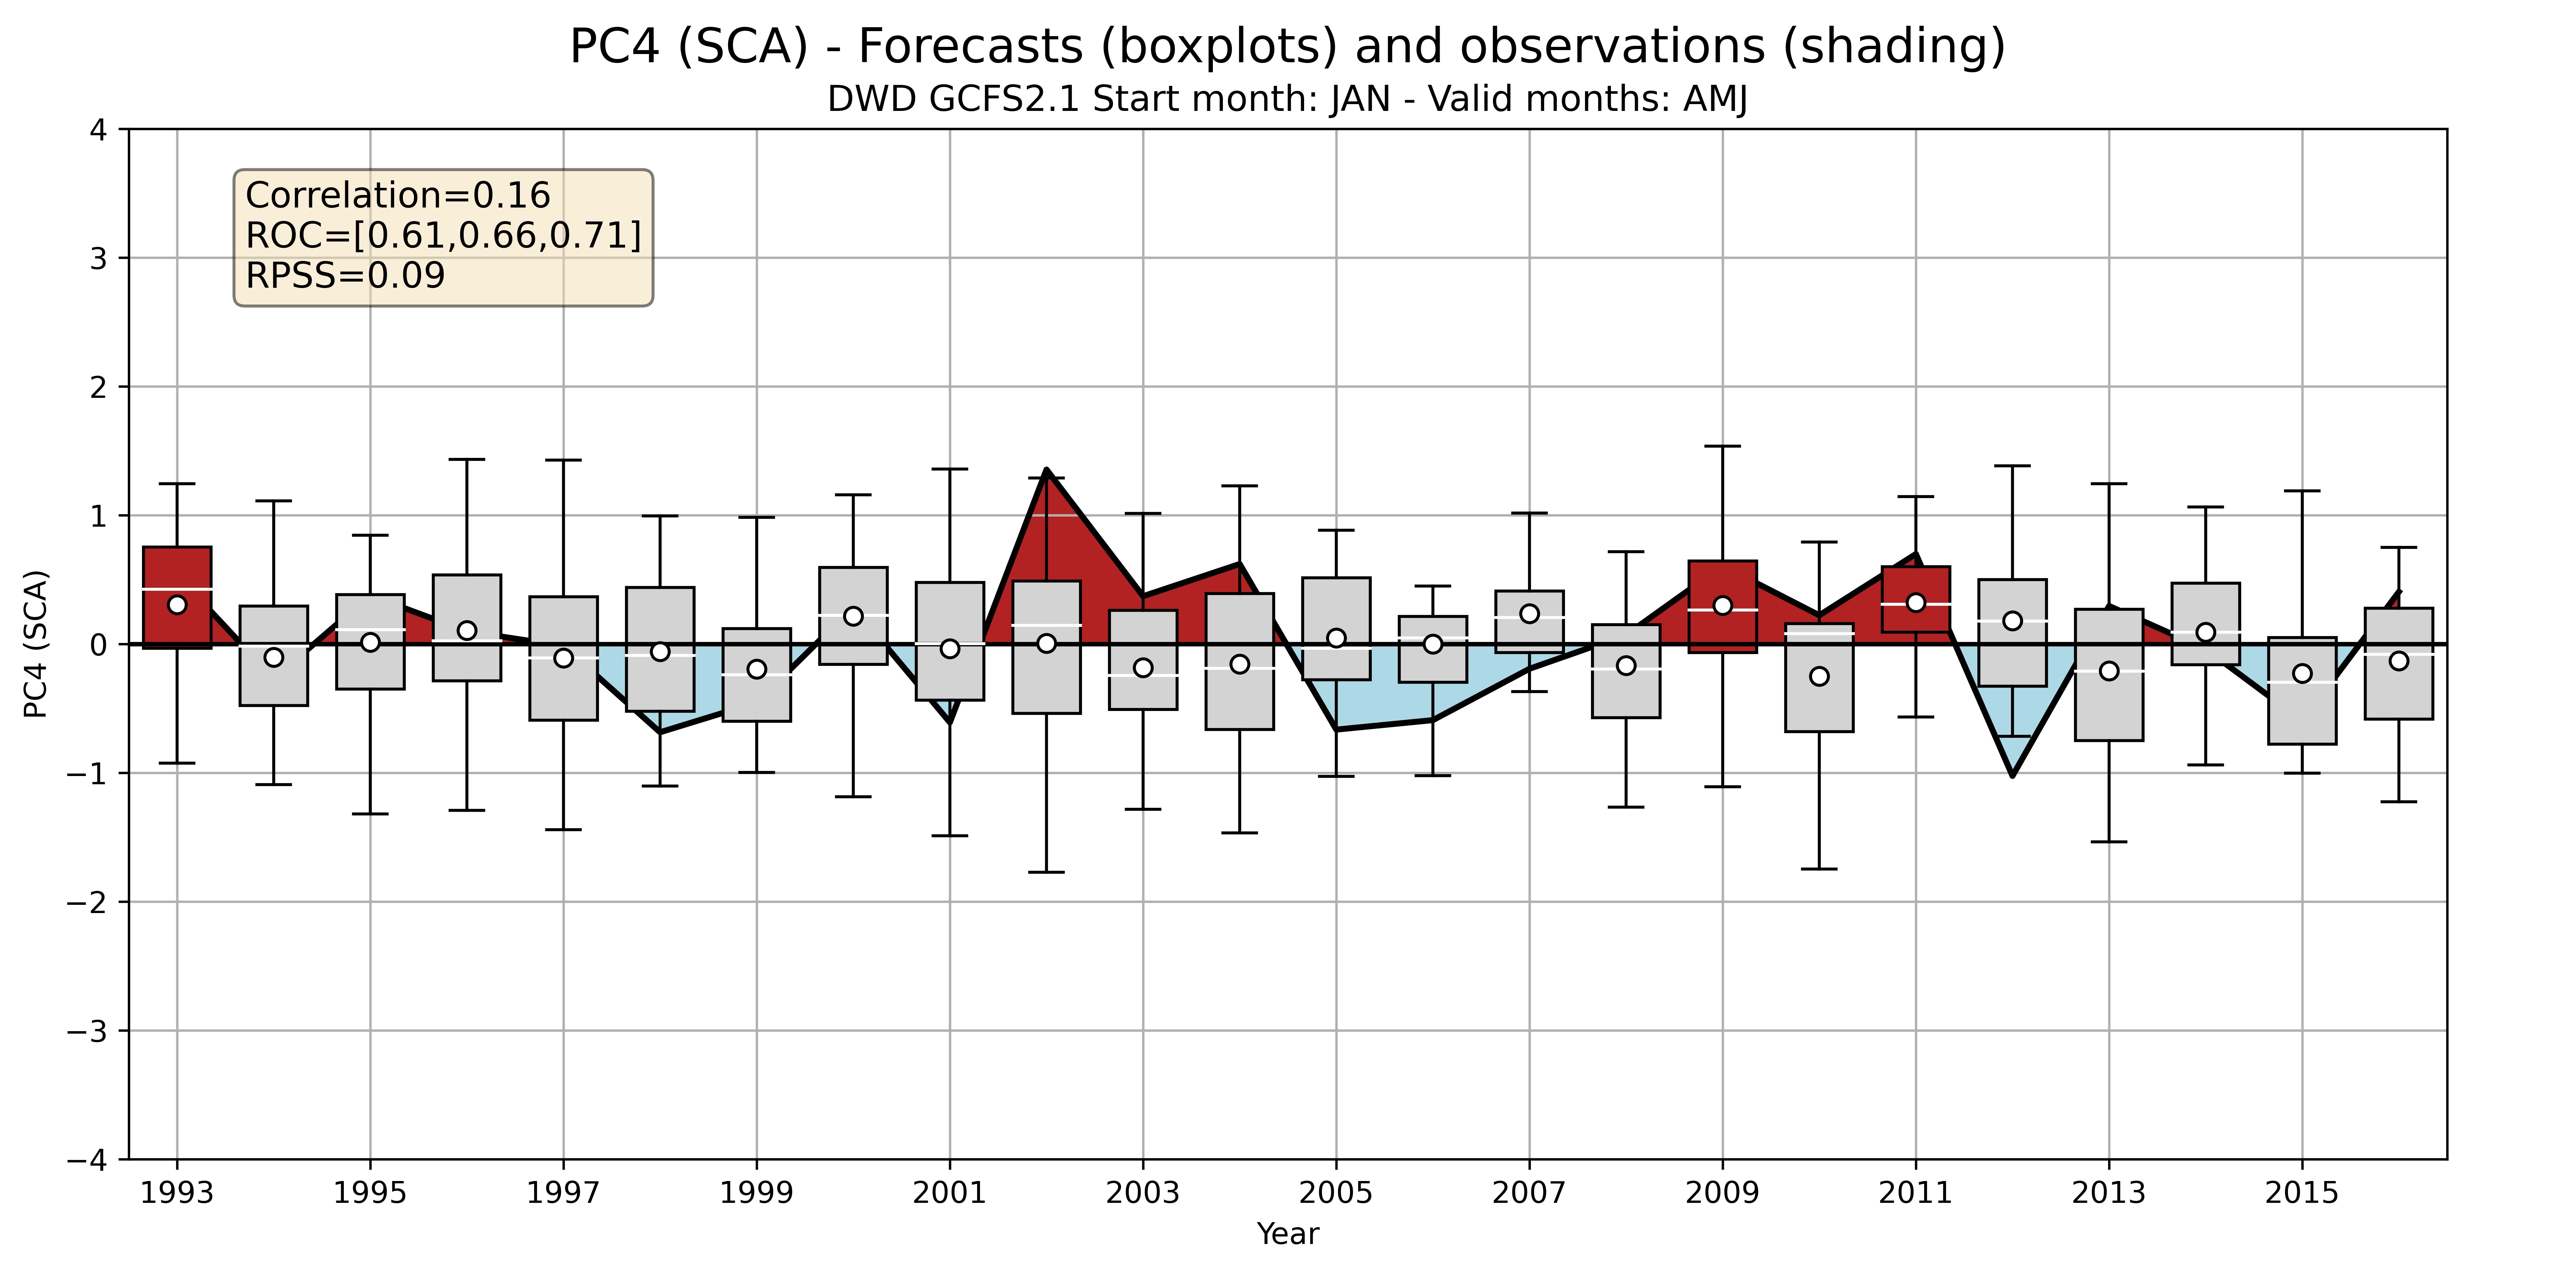 PC4 (SCA) - Forecasts (boxplots) and observations (shading)
DWD GCFS2.1 Start month: JAN - Valid months: AMJ
Correlation=0.16
ROC=[0.61,0.66,0.71]
RPSS=0.09
PC4 (SCA)
4
3
2
1
0
−1
−2
−3
−4
1993 1995 1997 1999 2001 2003 2005 2007 2009 2011 2013 2015
Year